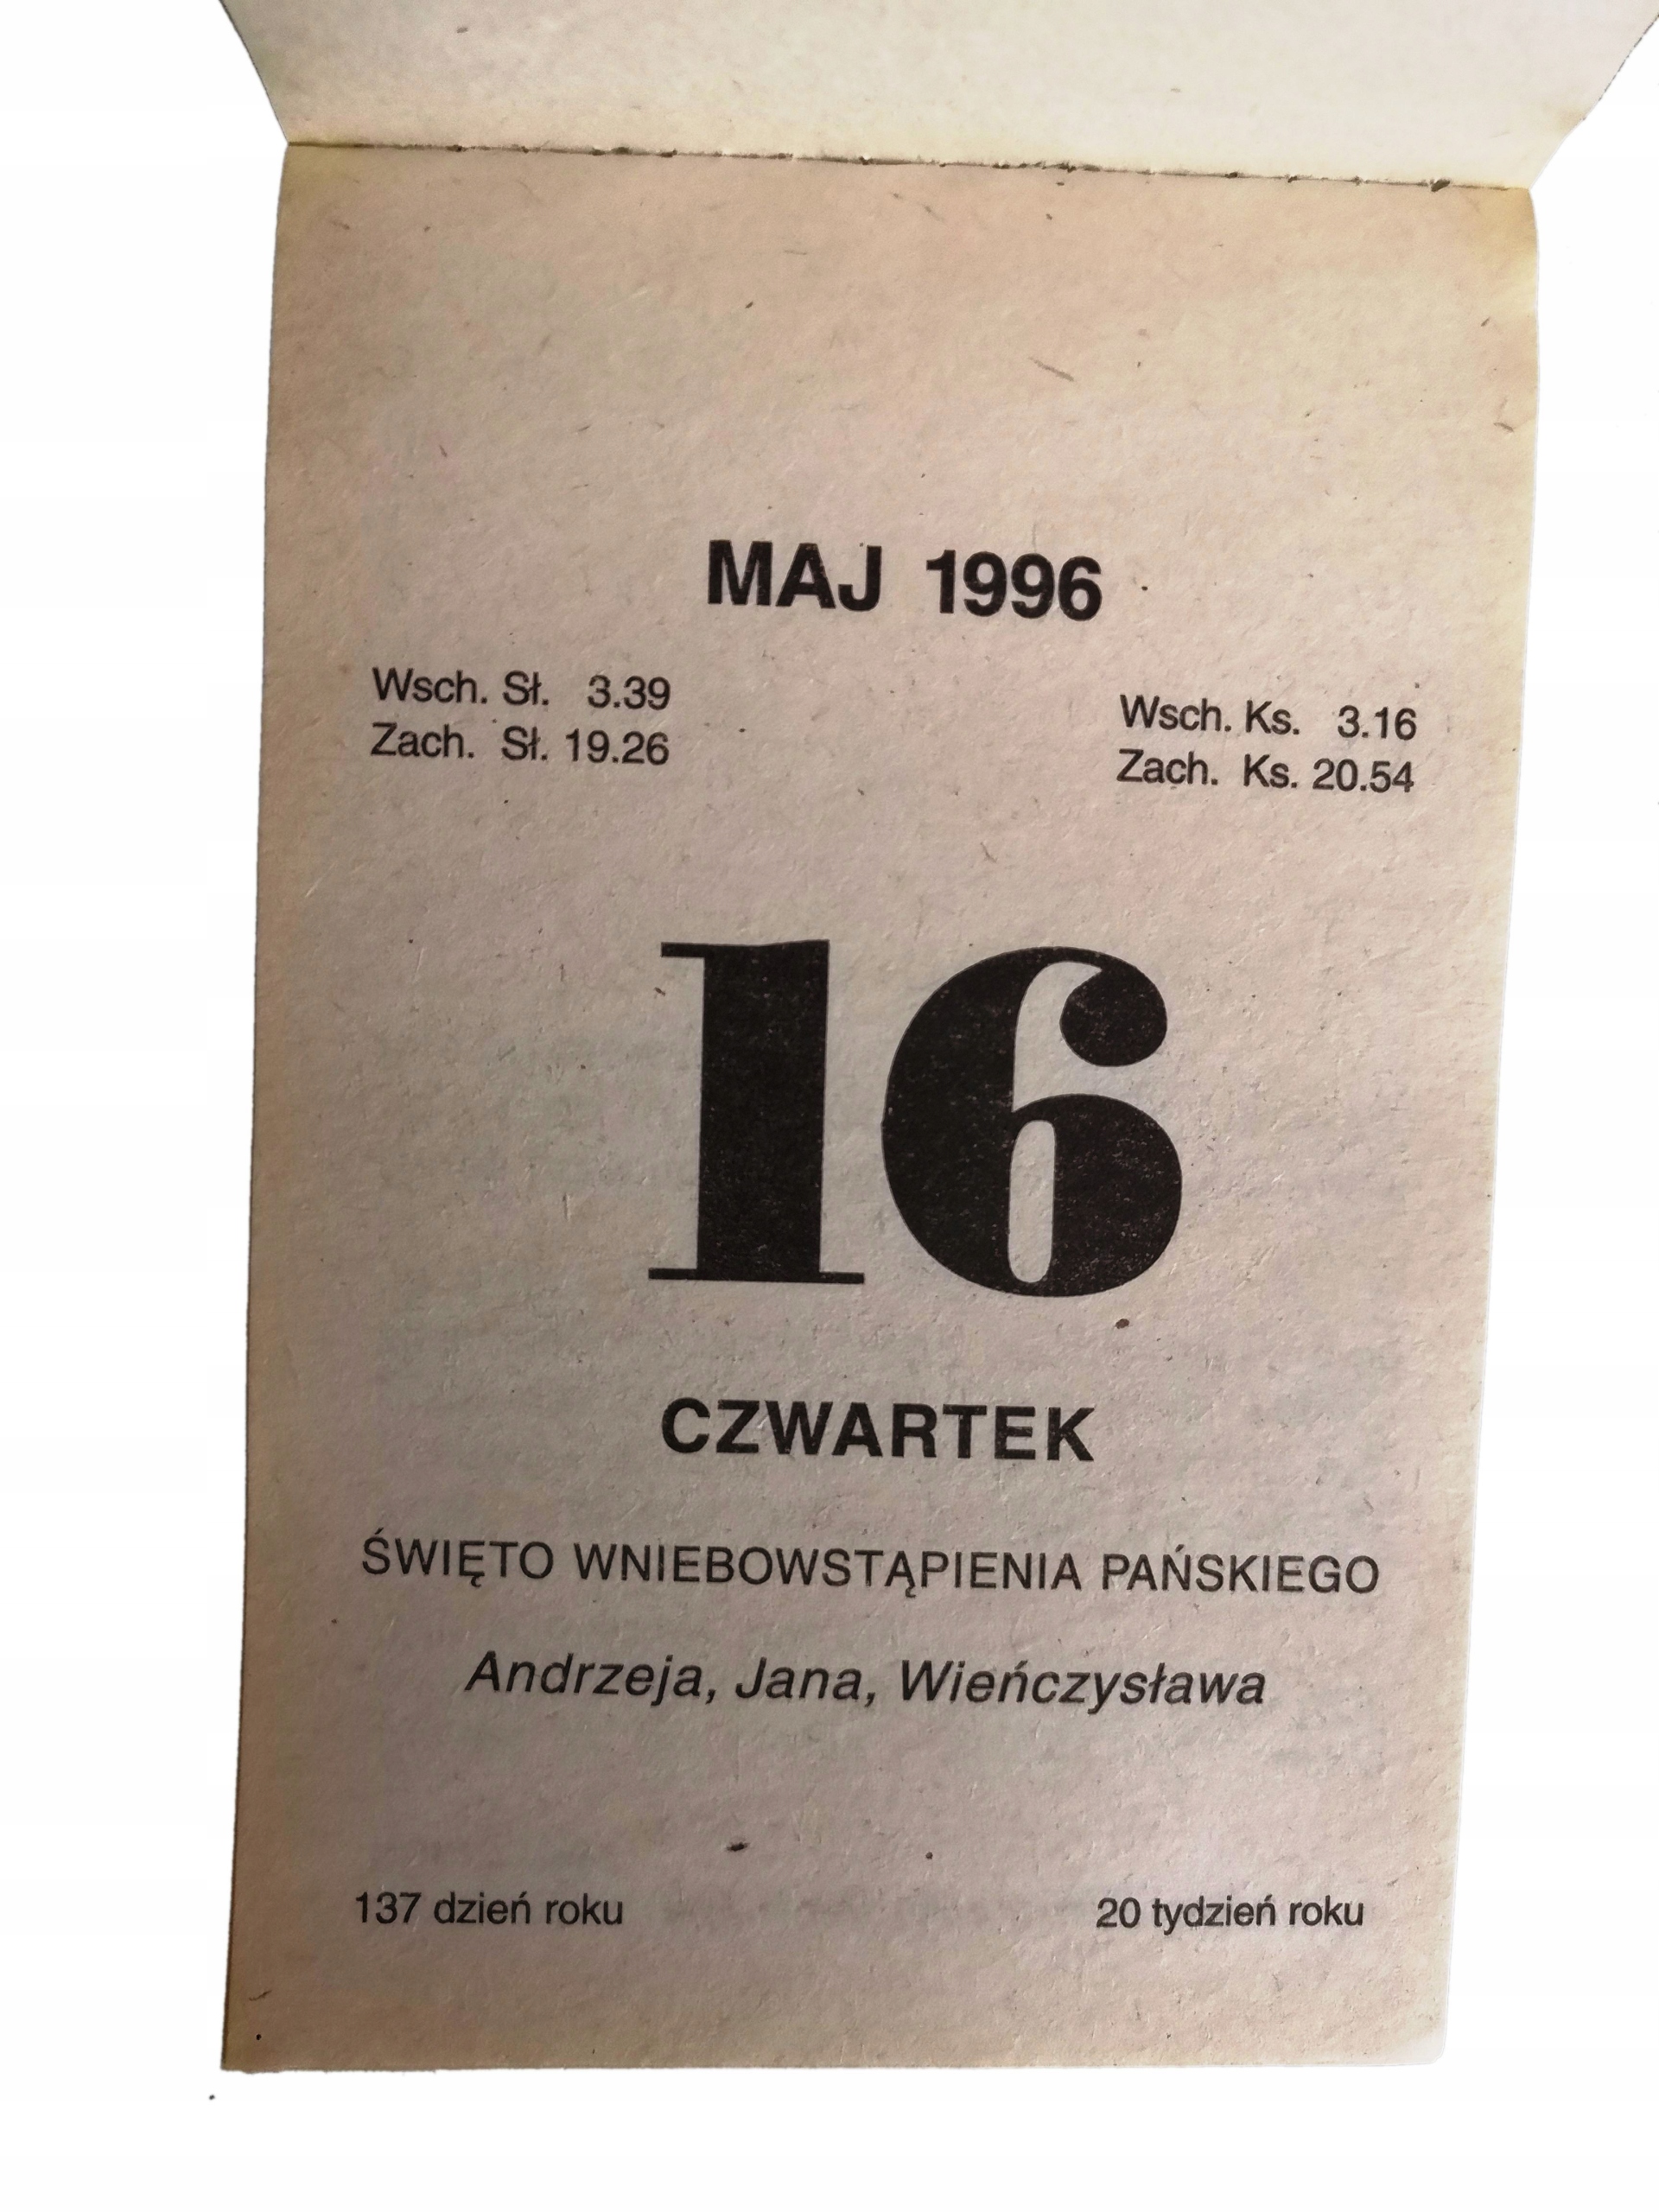 MAJ 1996
Wsch. Sł. 3.39
Zach. Sł. 19.26
Wsch. Ks. 3.16
Zach. Ks. 20.54
16
CZWARTEK
ŚWIĘTO WNIEBOWSTĄPIENIA PAŃSKIEGO
Andrzeja, Jana, Wieńczysława
137 dzień roku
20 tydzień roku